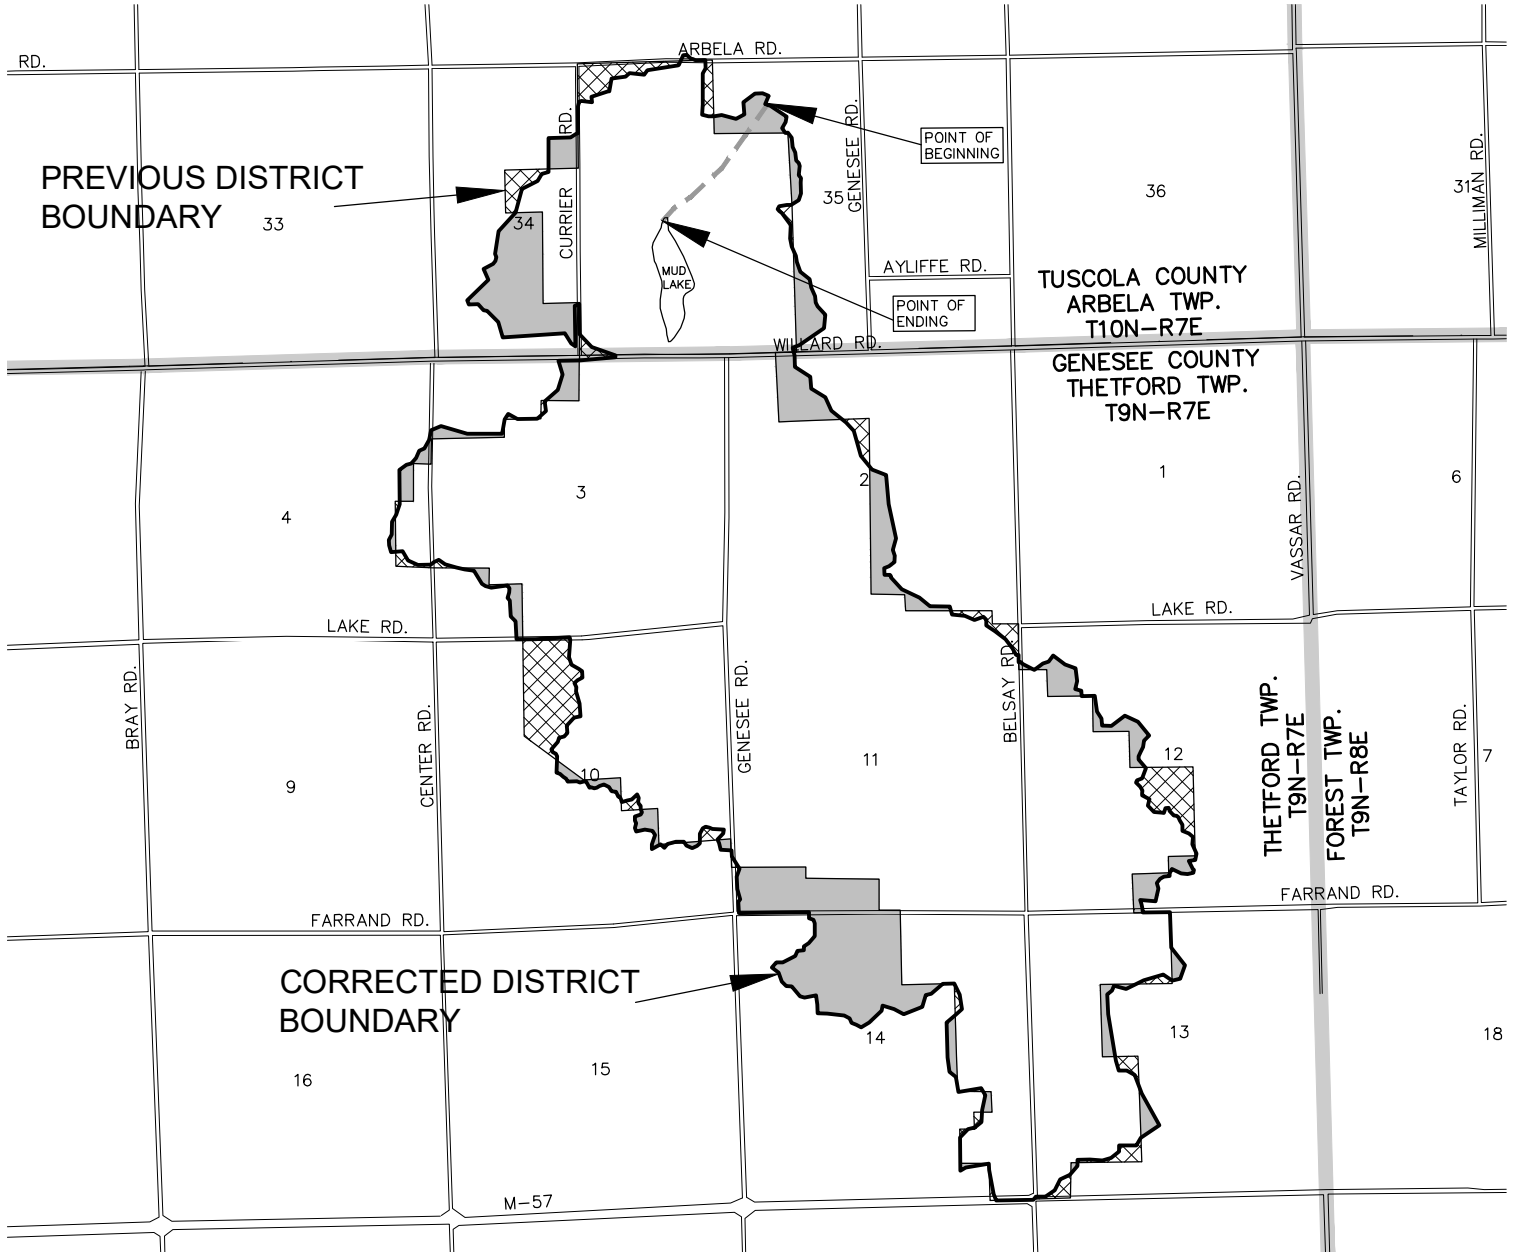 ARBELA RD.
RD.
RD.
GENESEE RD.
POINT OF
BEGINNING
MILLIMAN RD.
PREVIOUS DISTRICT
BOUNDARY
33
34
CURRIER
35
36
31
MUD
LAKE
AYLIFFE RD.
POINT OF
ENDING
TUSCOLA COUNTY
ARBELA TWP.
T10N-R7E
WILLARD RD.
GENESEE COUNTY
THETFORD TWP.
T9N-R7E
4
3
2
1
6
VASSAR RD.
LAKE RD.
LAKE RD.
BRAY RD.
CENTER RD.
GENESEE RD.
BELSAY RD.
THETFORD TWP.
T9N-R7E
FOREST TWP.
T9N-R8E
TAYLOR RD.
9
10
11
12
7
FARRAND RD.
FARRAND RD.
CORRECTED DISTRICT
BOUNDARY
16
15
14
13
18
M-57